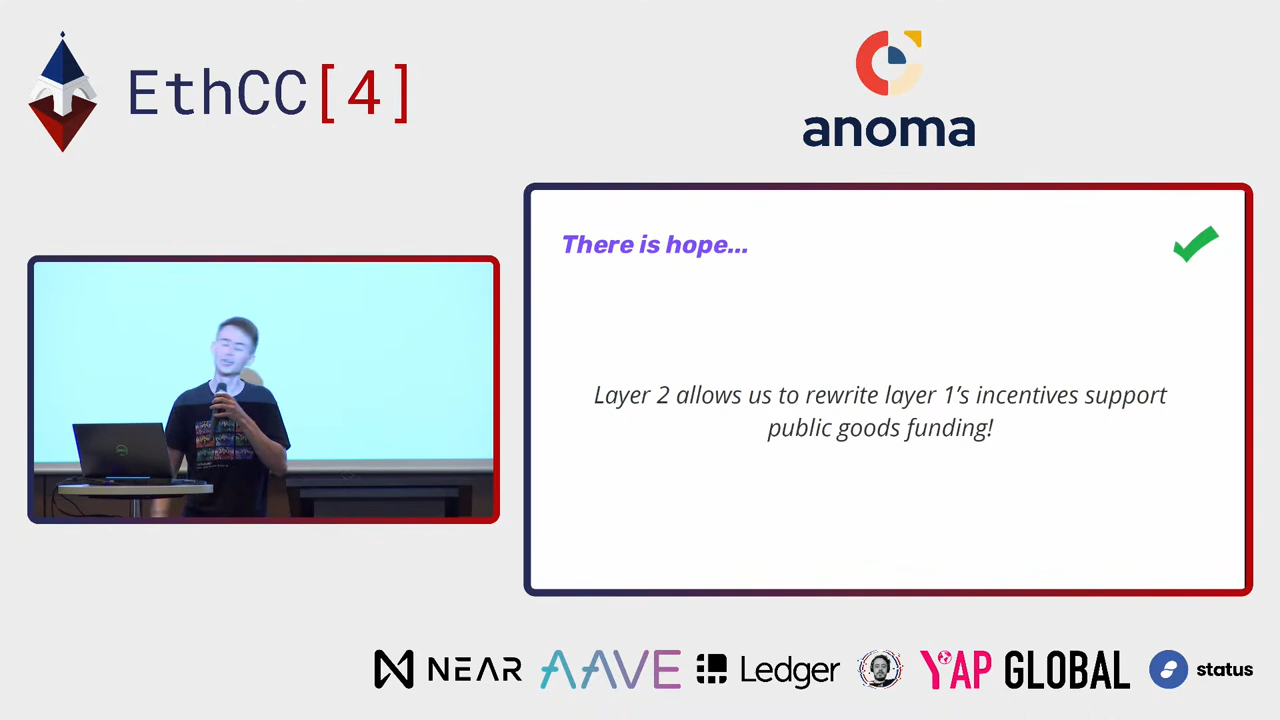 EthCC[4]
anoma
There is hope...
Layer 2 allows us to rewrite layer 1's incentives support
public goods funding!
NEAR
AAVE
Ledger
YAP GLOBAL
status